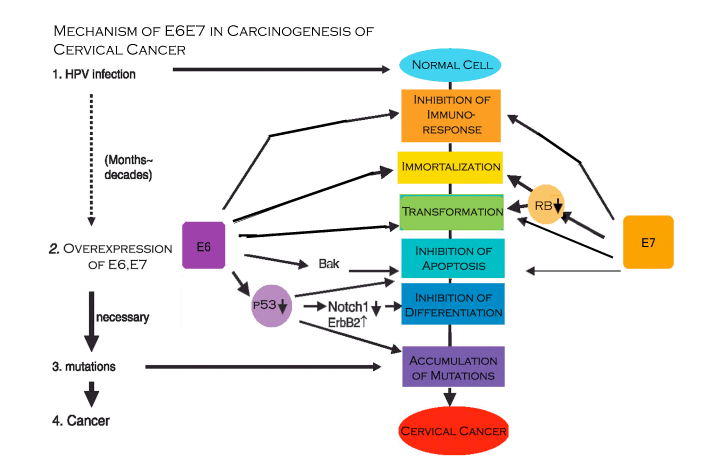 MECHANISM OF E6E7 IN CARCINOGENESIS OF
CERVICAL CANCER
1. HPV infection
NORMAL CELL
INHIBITION OF
IMMUNO-
RESPONSE
(Months~
decades)
IMMORTALIZATION
RB
TRANSFORMATION
2. OVEREXPRESSION
OF E6,E7
E6
E7
Bak
INHIBITION OF
APOPTOSIS
P53
Notch1
ErbB2↑
INHIBITION OF
DIFFERENTIATION
necessary
3. mutations
ACCUMULATION
OF MUTATIONS
4. Cancer
CERVICAL CANCER